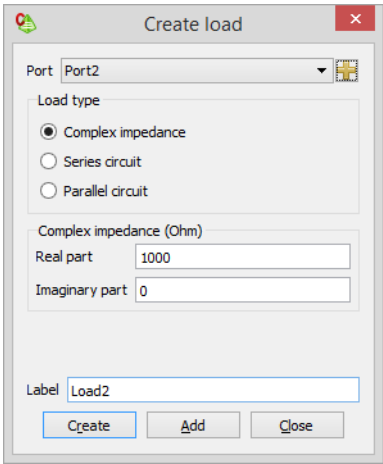 Create load
Port Port2
Load type
Complex impedance
Series circuit
Parallel circuit
Complex impedance (Ohm)
Real part 1000
Imaginary part 0
Label Load2
Create Add Close